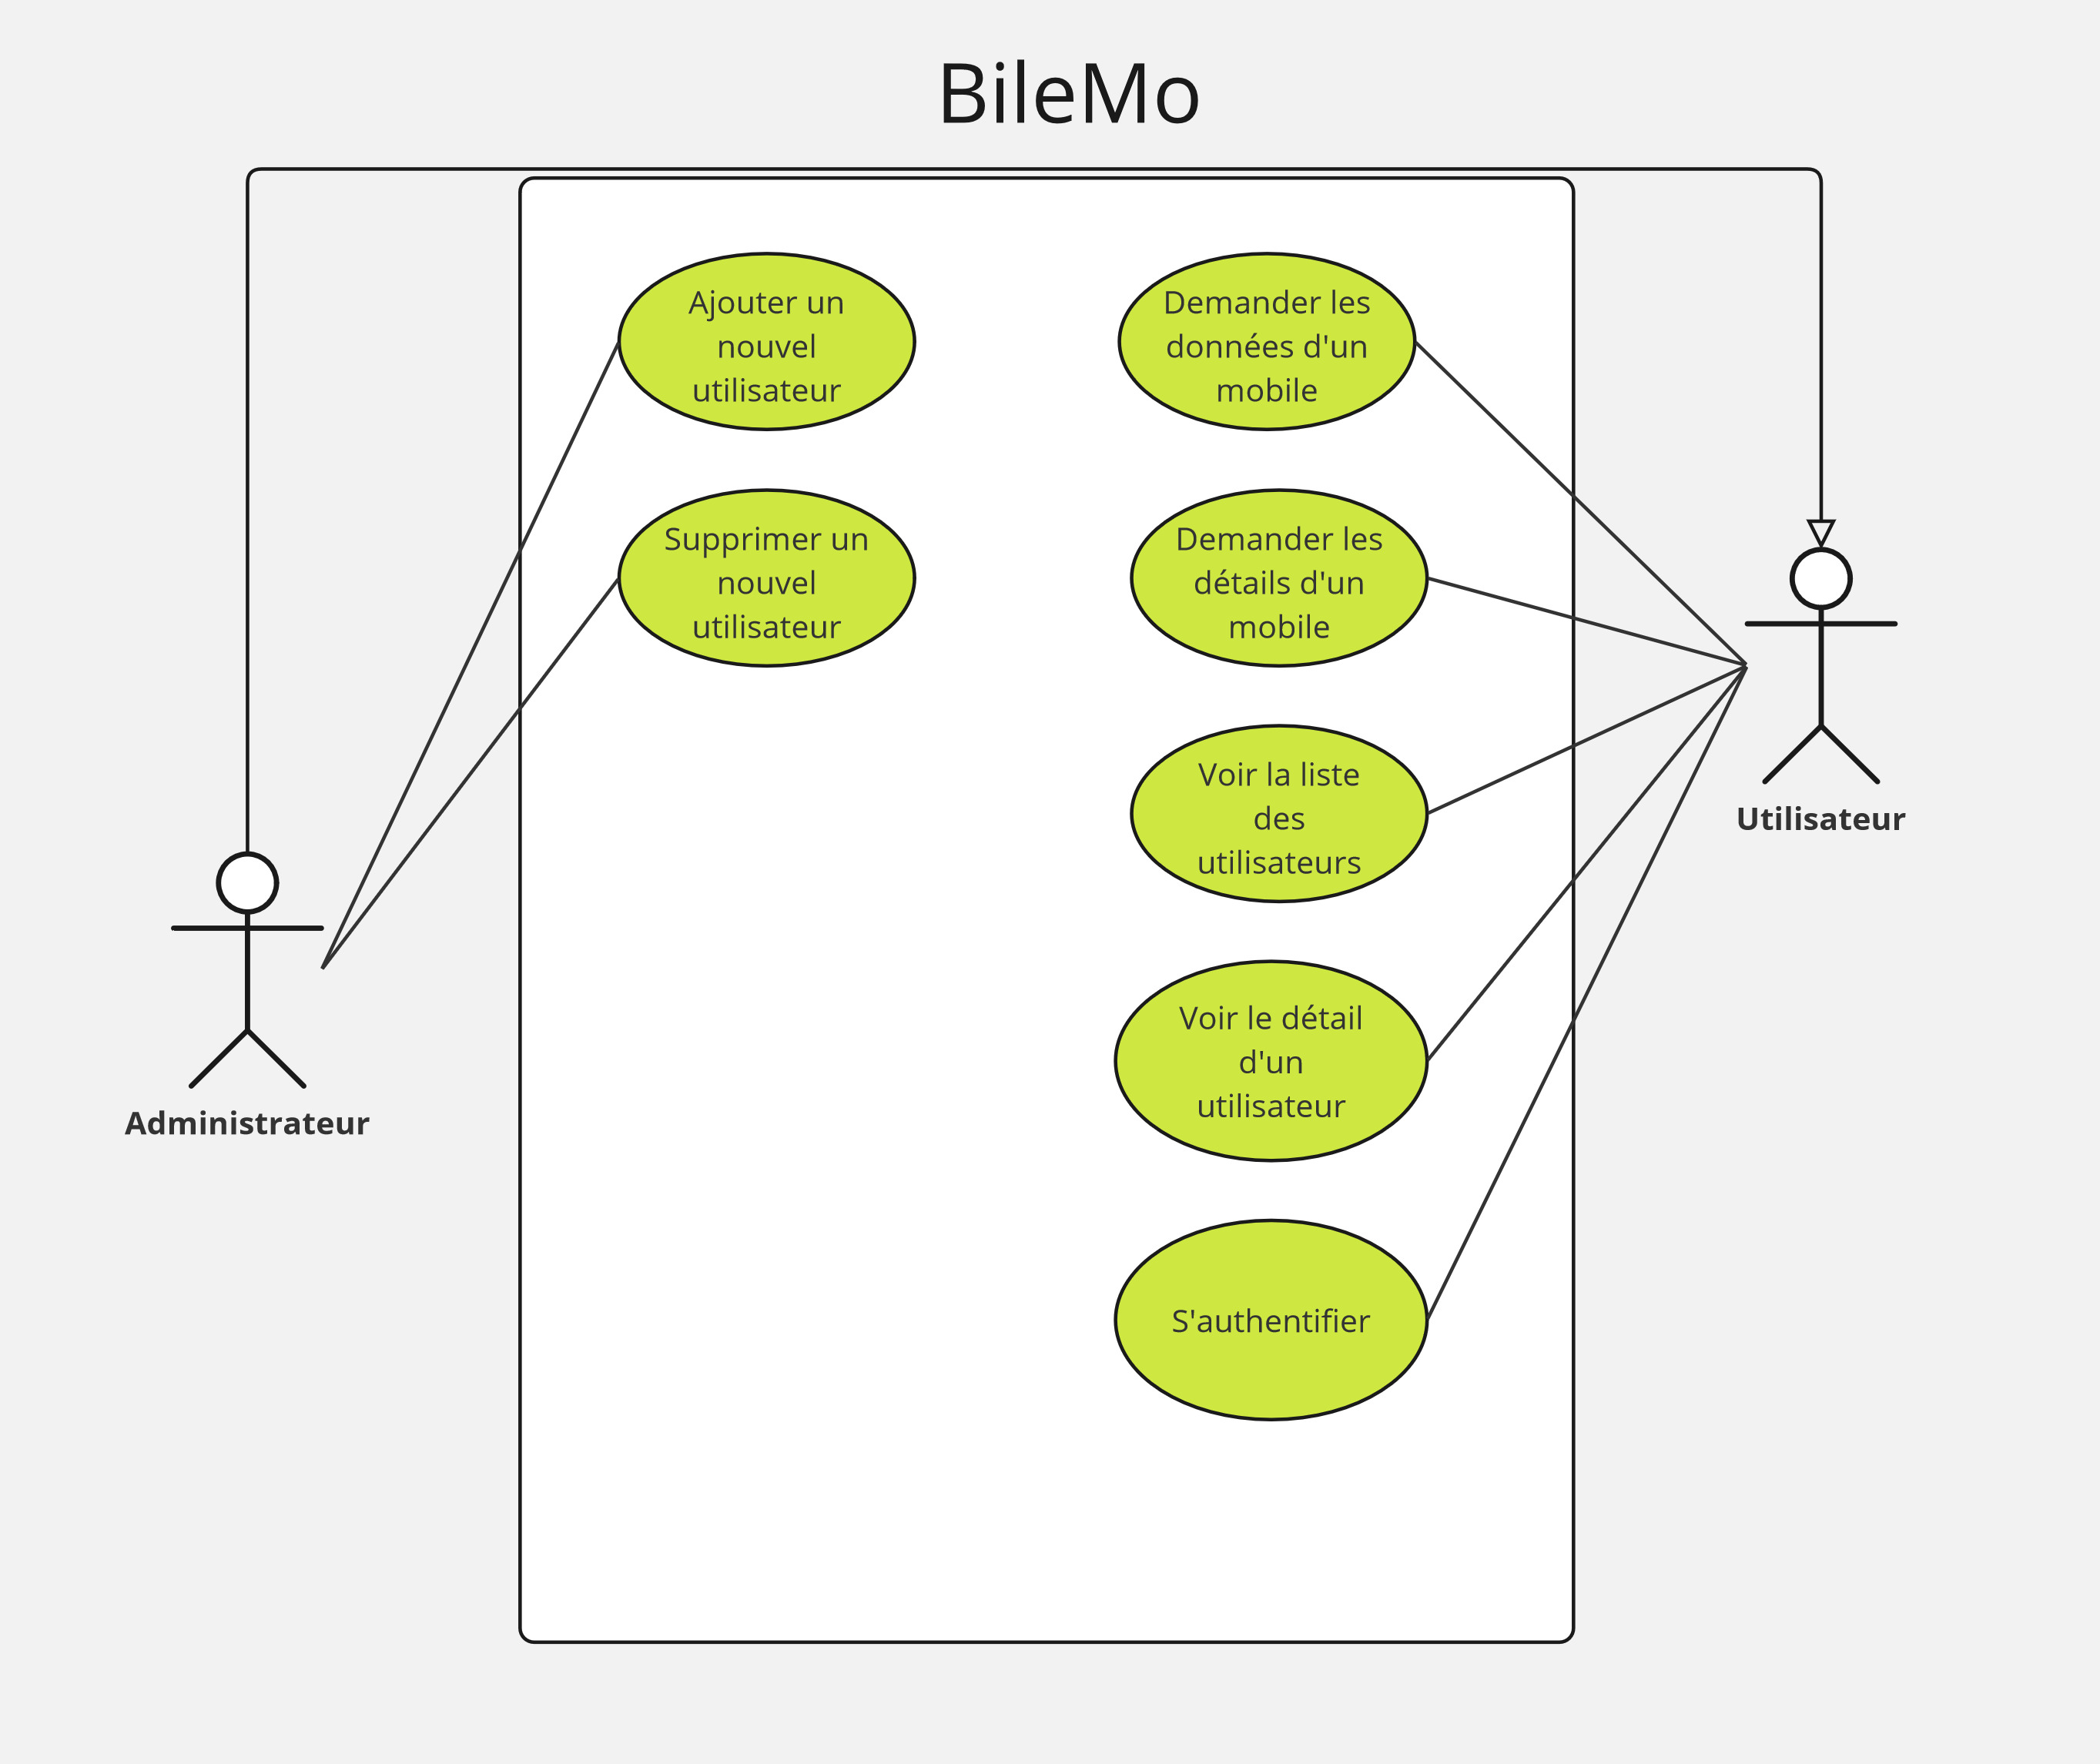 BileMo
Ajouter un
nouvel
utilisateur
Demander les
données d'un
mobile
Supprimer un
nouvel
utilisateur
Demander les
détails d'un
mobile
Voir la liste
des
utilisateurs
Utilisateur
Voir le détail
d'un
utilisateur
Administrateur
S'authentifier